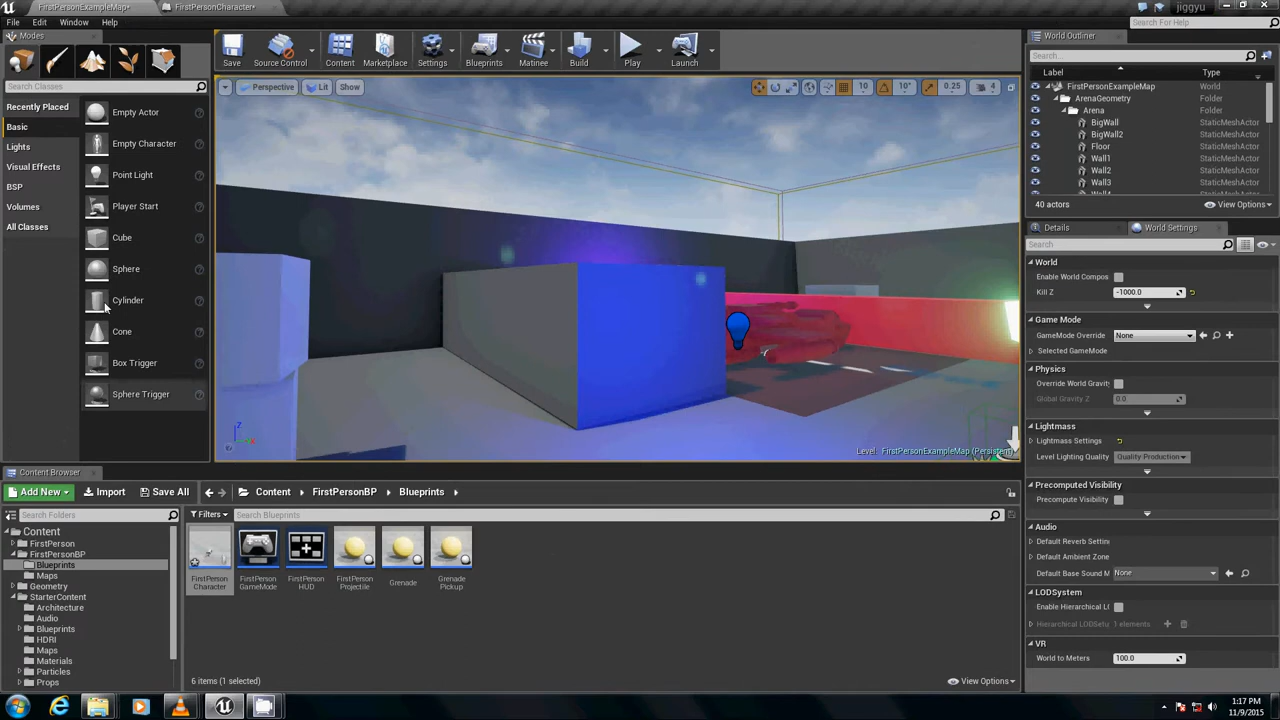 FirstPersonExampleMap*
FirstPersonCharacter*
jiggyu
File Edit Window Help
Search For Help
Modes
Search Classes
Recently Placed
Basic
Lights
Visual Effects
BSP
Volumes
All Classes
Empty Actor
Empty Character
Point Light
Player Start
Cube
Sphere
Cylinder
Cone
Box Trigger
Sphere Trigger
Save
Source Control
Content
Marketplace
Settings
Blueprints
Matinee
Build
Play
Launch
Perspective Lit Show
10 10° 0.25 4
Level: FirstPersonExampleMap (Persistent)
World Outliner
Search...
Label Type
FirstPersonExampleMap World
ArenaGeometry Folder
Arena Folder
BigWall StaticMeshActor
BigWall2 StaticMeshActor
Floor StaticMeshActor
Wall1 StaticMeshActor
Wall2 StaticMeshActor
Wall3 StaticMeshActor
40 actors View Options
Details World Settings
Search
World
Enable World Compos
Kill Z -1000.0
Game Mode
GameMode Override None
Selected GameMode
Physics
Override World Gravity
Global Gravity Z 0.0
Lightmass
Lightmass Settings
Level Lighting Quality Quality Production
Precomputed Visibility
Precompute Visibility
Audio
Default Reverb Setting
Default Ambient Zone
Default Base Sound M None
LODSystem
Enable Hierarchical LO
Hierarchical LODSetu 1 elements
VR
World to Meters 100.0
Content Browser
Add New Import Save All Content FirstPersonBP Blueprints
Search Folders
Filters Search Blueprints
Content
FirstPerson
FirstPersonBP
Blueprints
Maps
Geometry
StarterContent
Architecture
Audio
Blueprints
HDRI
Maps
Materials
Particles
Props
FirstPerson Character
FirstPerson GameMode
FirstPerson HUD
FirstPerson Projectile
Grenade
Grenade Pickup
6 items (1 selected)
View Options
1:17 PM
11/9/2015